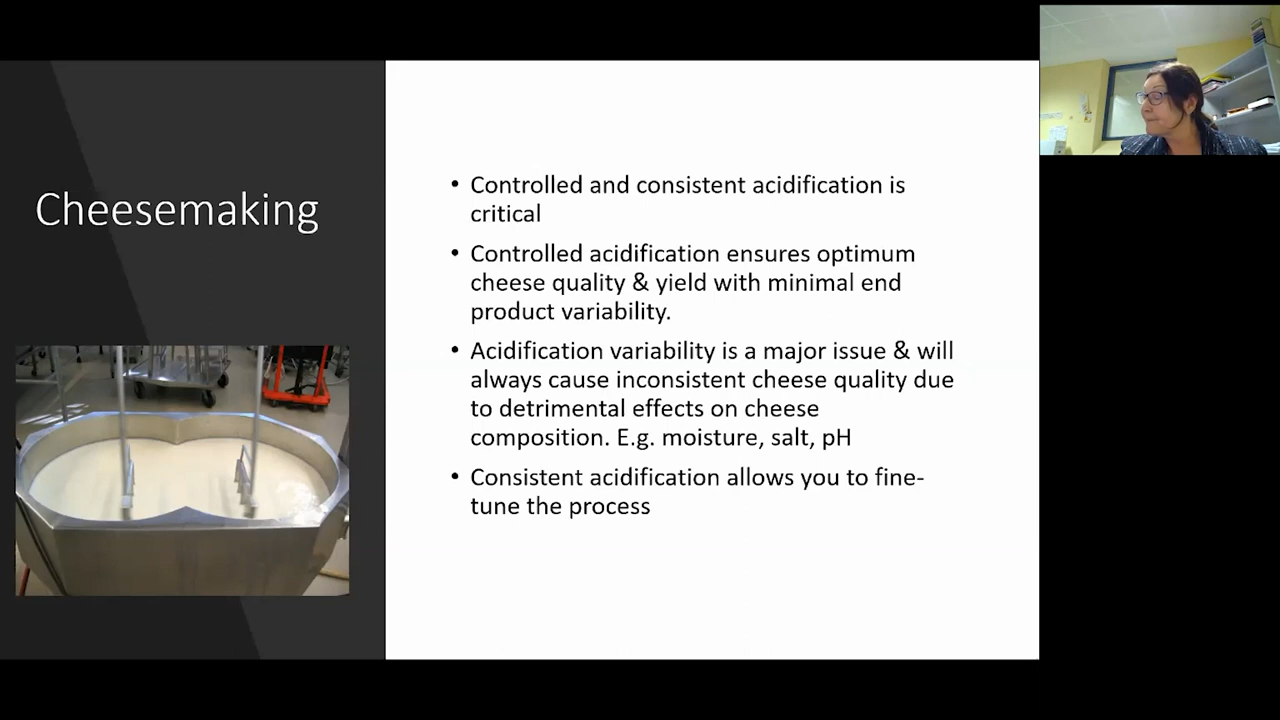 Cheesemaking
• Controlled and consistent acidification is
critical
• Controlled acidification ensures optimum
cheese quality & yield with minimal end
product variability.
• Acidification variability is a major issue & will
always cause inconsistent cheese quality due
to detrimental effects on cheese
composition. E.g. moisture, salt, pH
• Consistent acidification allows you to fine-
tune the process